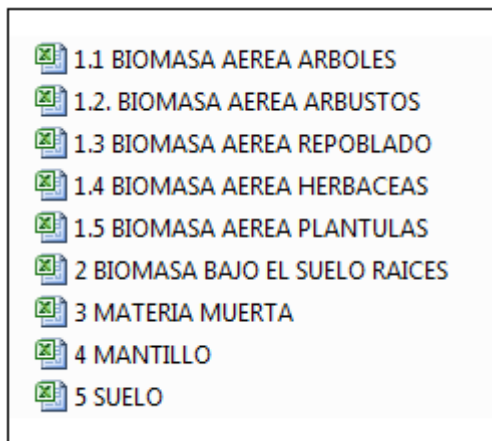 1.1 BIOMASA AEREA ARBOLES
1.2. BIOMASA AEREA ARBUSTOS
1.3 BIOMASA AEREA REPOBLADO
1.4 BIOMASA AEREA HERBACEAS
1.5 BIOMASA AEREA PLANTULAS
2 BIOMASA BAJO EL SUELO RAICES
3 MATERIA MUERTA
4 MANTILLO
5 SUELO